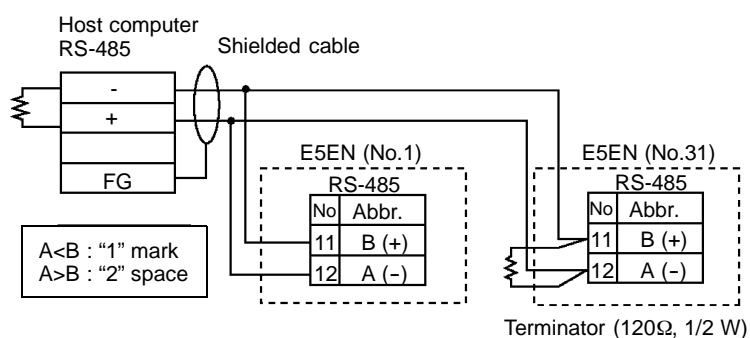 Host computer
RS-485
Shielded cable
-
+
FG
A<B : “1” mark
A>B : “2” space
E5EN (No.1)
RS-485
No Abbr.
11 B (+)
12 A (−)
E5EN (No.31)
RS-485
No Abbr.
11 B (+)
12 A (−)
Terminator (120Ω, 1/2 W)